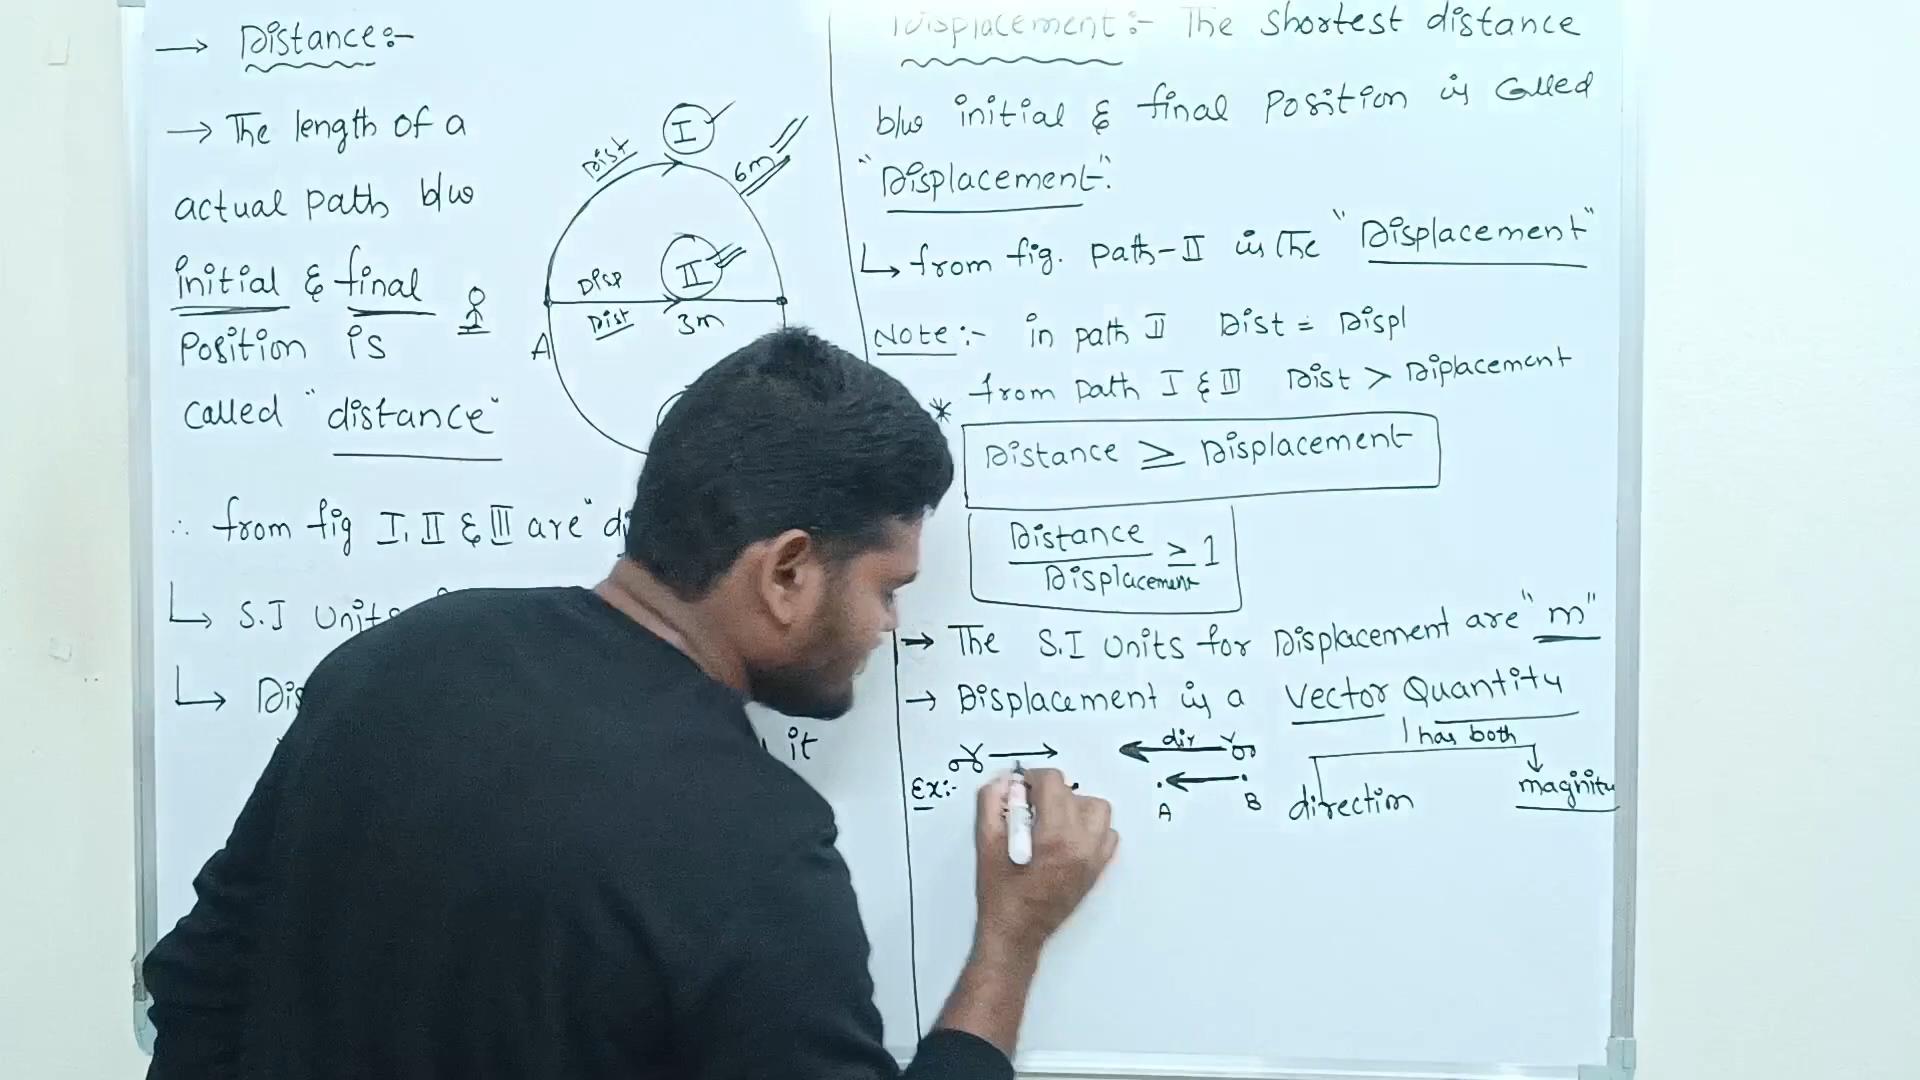 → Distance:-
→ The length of a
actual path b/w
initial & final
Position is
called "distance"
∴ from fig I, II & III are "di
↳ S.I Units
↳ Dis
it
I
Dist
6m
II
Disp
Dist
3m
A
Displacement:- The shortest distance
b/w initial & final Position is Called
"Displacement".
↳ from fig. path-II is The "Displacement"
Note:- in path II Dist = Displ
* from path I & III Dist > Diplacement
Distance ≥ Displacement
Distance
Displacement ≥ 1
→ The S.I Units for Displacement are "m"
→ Displacement is a Vector Quantity
has both
direction
magnitu
Ex:-
dir
A B